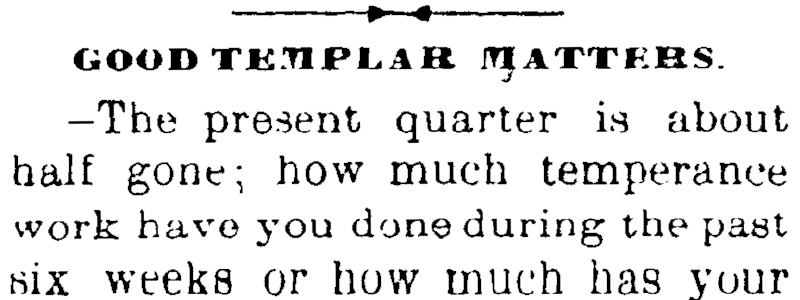 GOOD TEMPLAR MATTERS.
—The present quarter is about
half gone; how much temperance
work have you done during the past
six weeks or how much has your